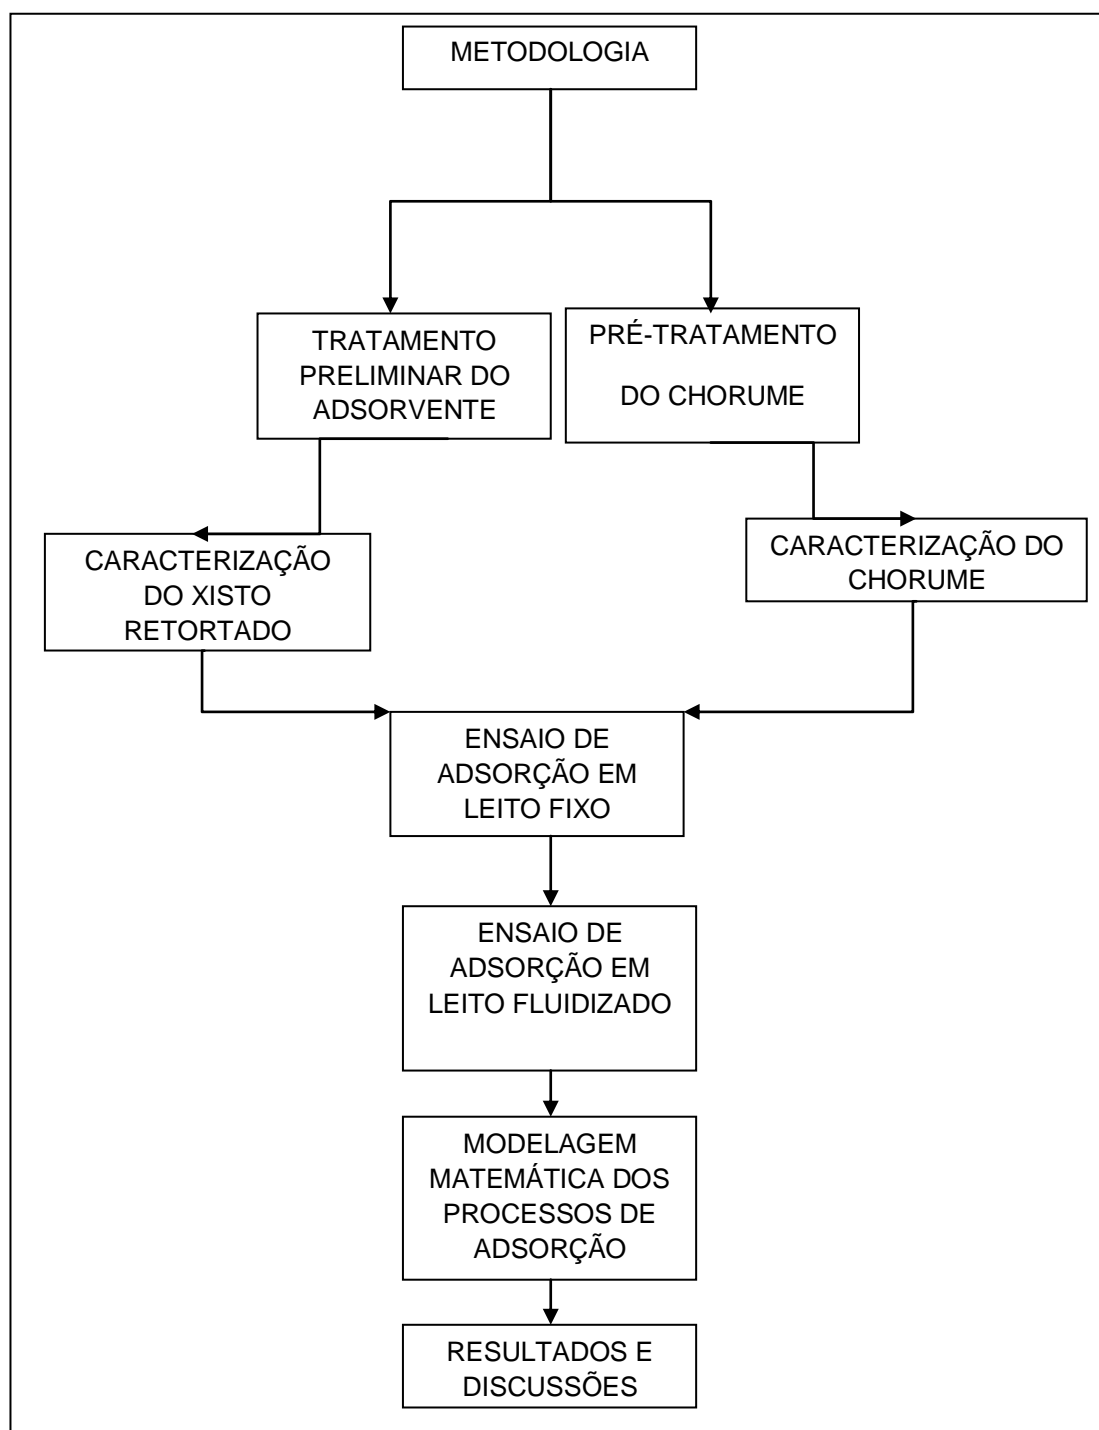 METODOLOGIA
TRATAMENTO
PRELIMINAR DO
ADSORVENTE
PRÉ-TRATAMENTO
DO CHORUME
CARACTERIZAÇÃO
DO XISTO
RETORTADO
CARACTERIZAÇÃO DO
CHORUME
ENSAIO DE
ADSORÇÃO EM
LEITO FIXO
ENSAIO DE
ADSORÇÃO EM
LEITO FLUIDIZADO
MODELAGEM
MATEMÁTICA DOS
PROCESSOS DE
ADSORÇÃO
RESULTADOS E
DISCUSSÕES